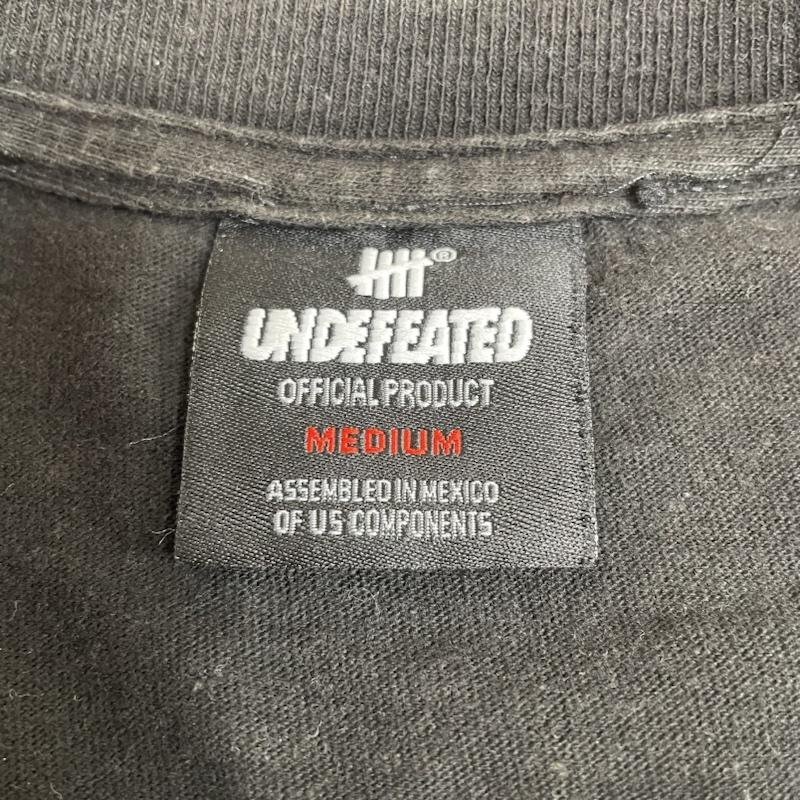 ®
UNDEFEATED
OFFICIAL PRODUCT
MEDIUM
ASSEMBLED IN MEXICO
OF US COMPONENTS